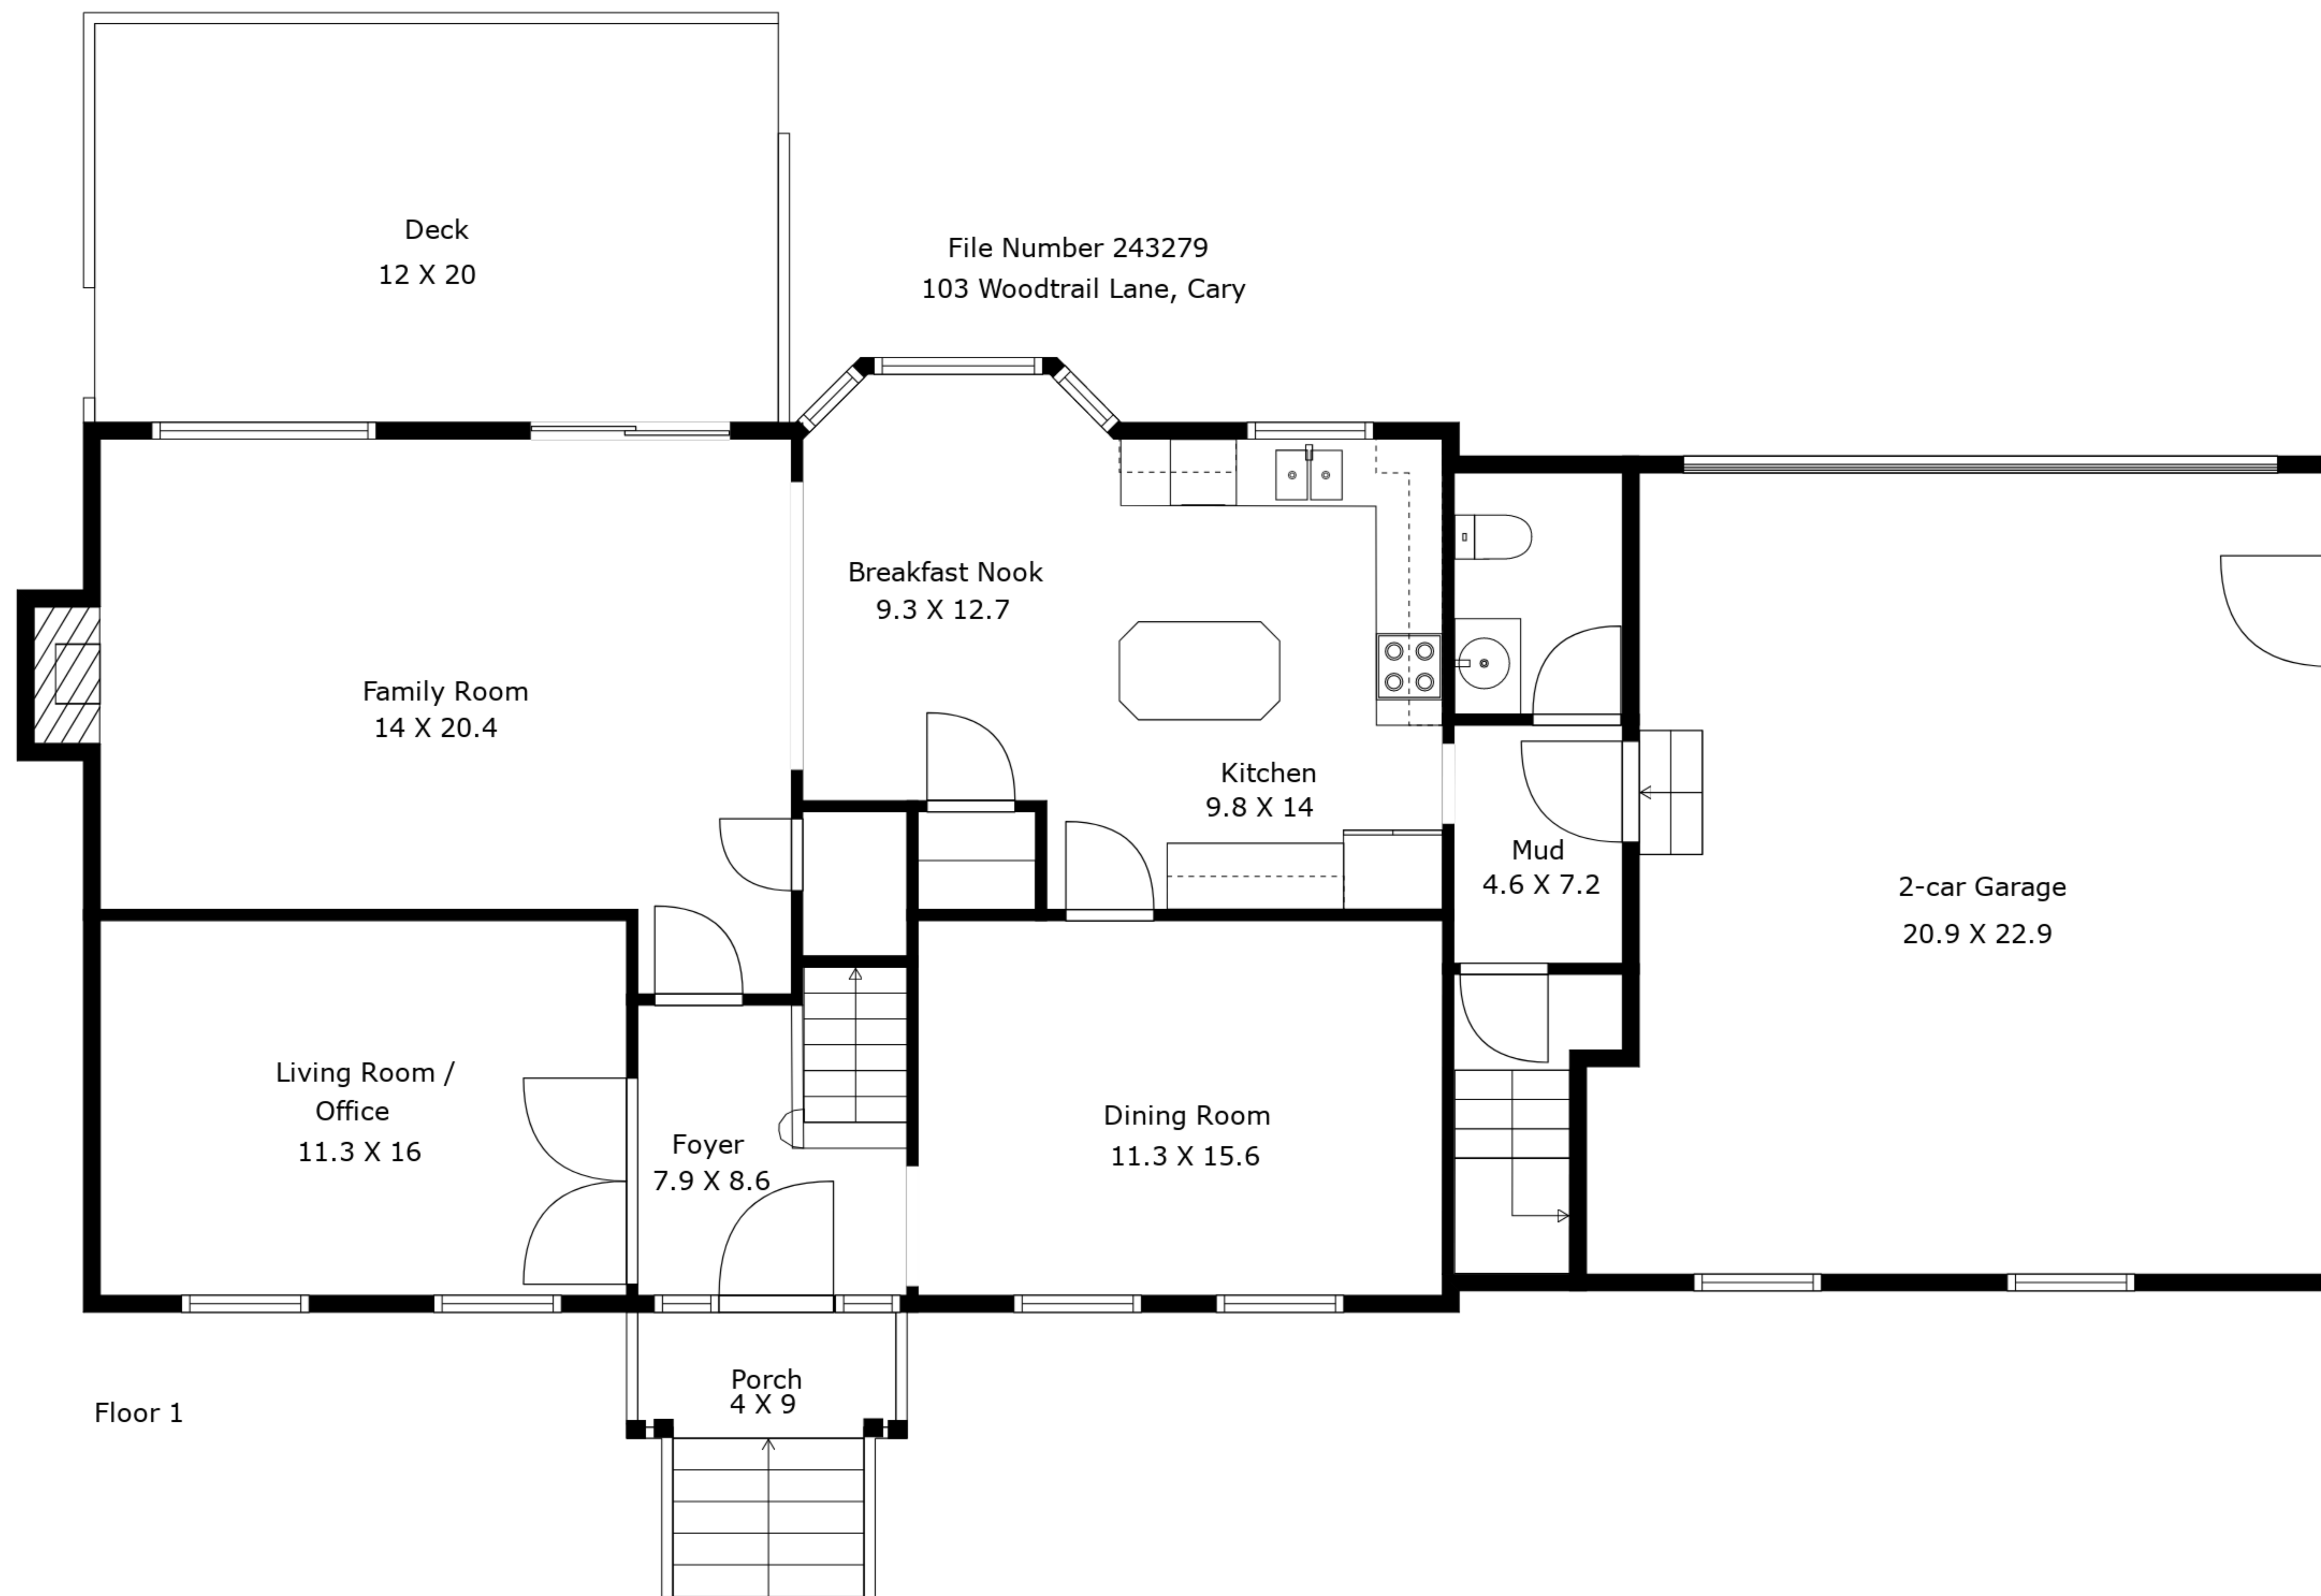 Deck
12 X 20
File Number 243279
103 Woodtrail Lane, Cary
Breakfast Nook
9.3 X 12.7
Family Room
14 X 20.4
Kitchen
9.8 X 14
Mud
4.6 X 7.2
2-car Garage
20.9 X 22.9
Living Room /
Office
11.3 X 16
Foyer
7.9 X 8.6
Dining Room
11.3 X 15.6
Porch
4 X 9
Floor 1